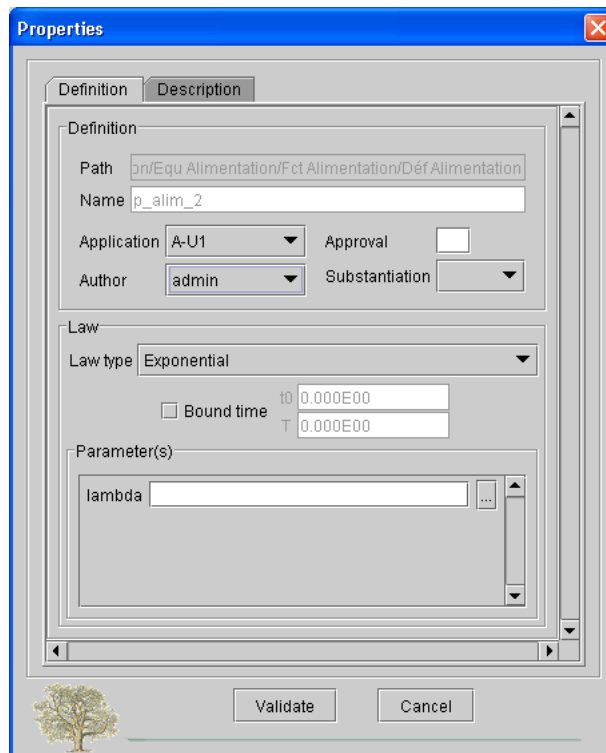 Properties
Definition Description
Definition
Path on/Equ Alimentation/Fct Alimentation/Déf Alimentation
Name p_alim_2
Application A-U1 Approval
Author admin Substantiation
Law
Law type Exponential
Bound time
t0 0.000E00
T 0.000E00
Parameter(s)
lambda ...
Validate Cancel